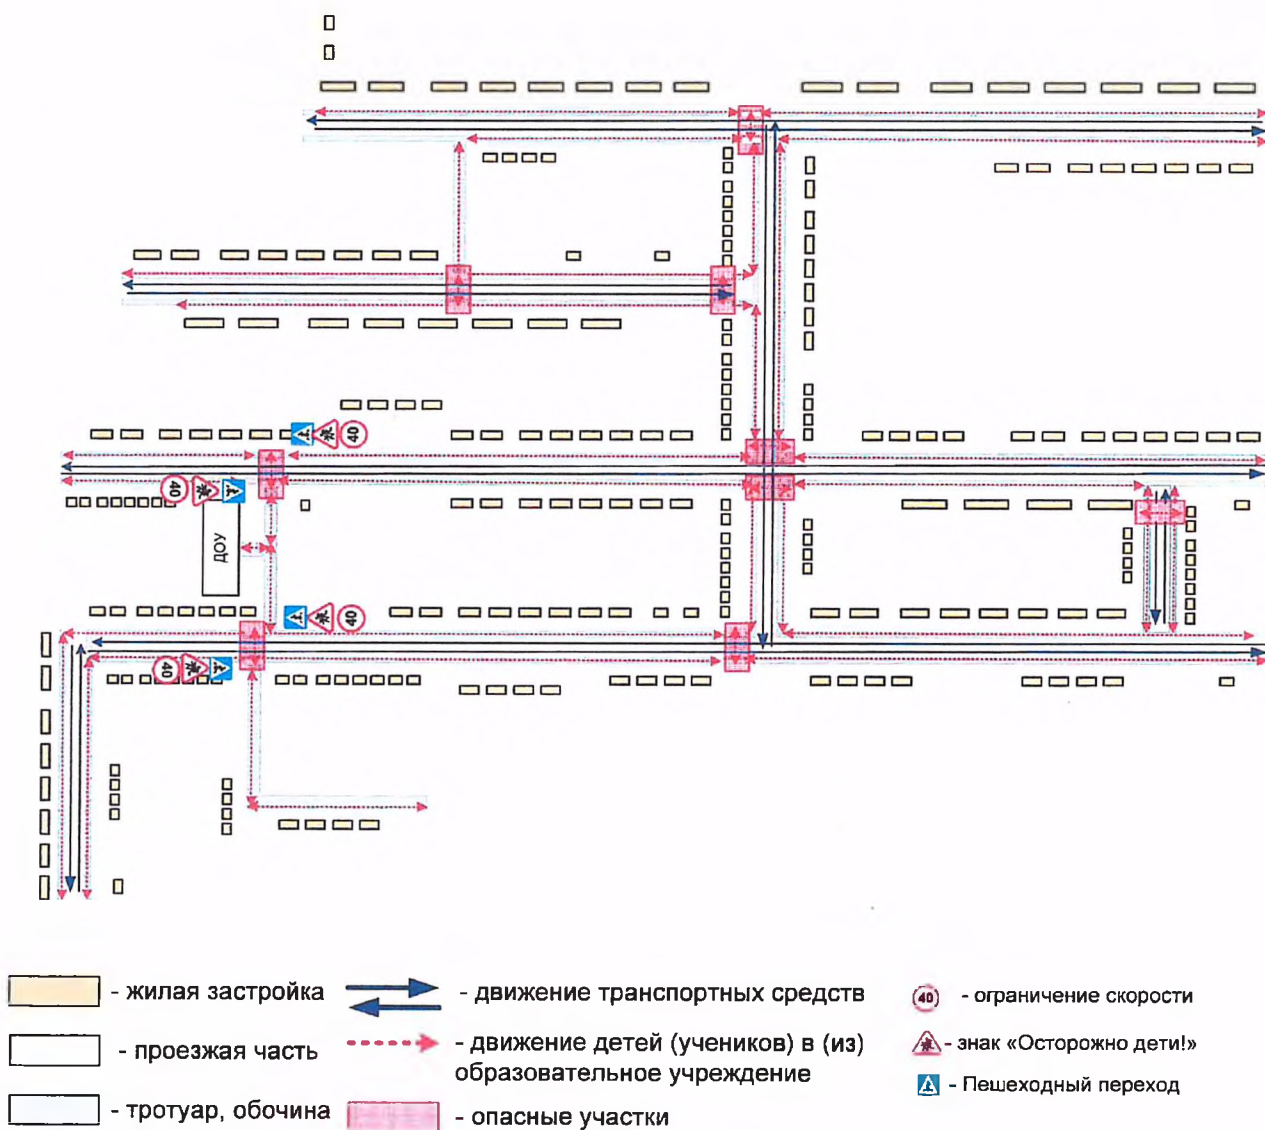 40
40
ДОУ
40
40
- жилая застройка
- движение транспортных средств
40 - ограничение скорости
- проезжая часть
- движение детей (учеников) в (из)
образовательное учреждение
- знак «Осторожно дети!»
- Пешеходный переход
- тротуар, обочина
- опасные участки